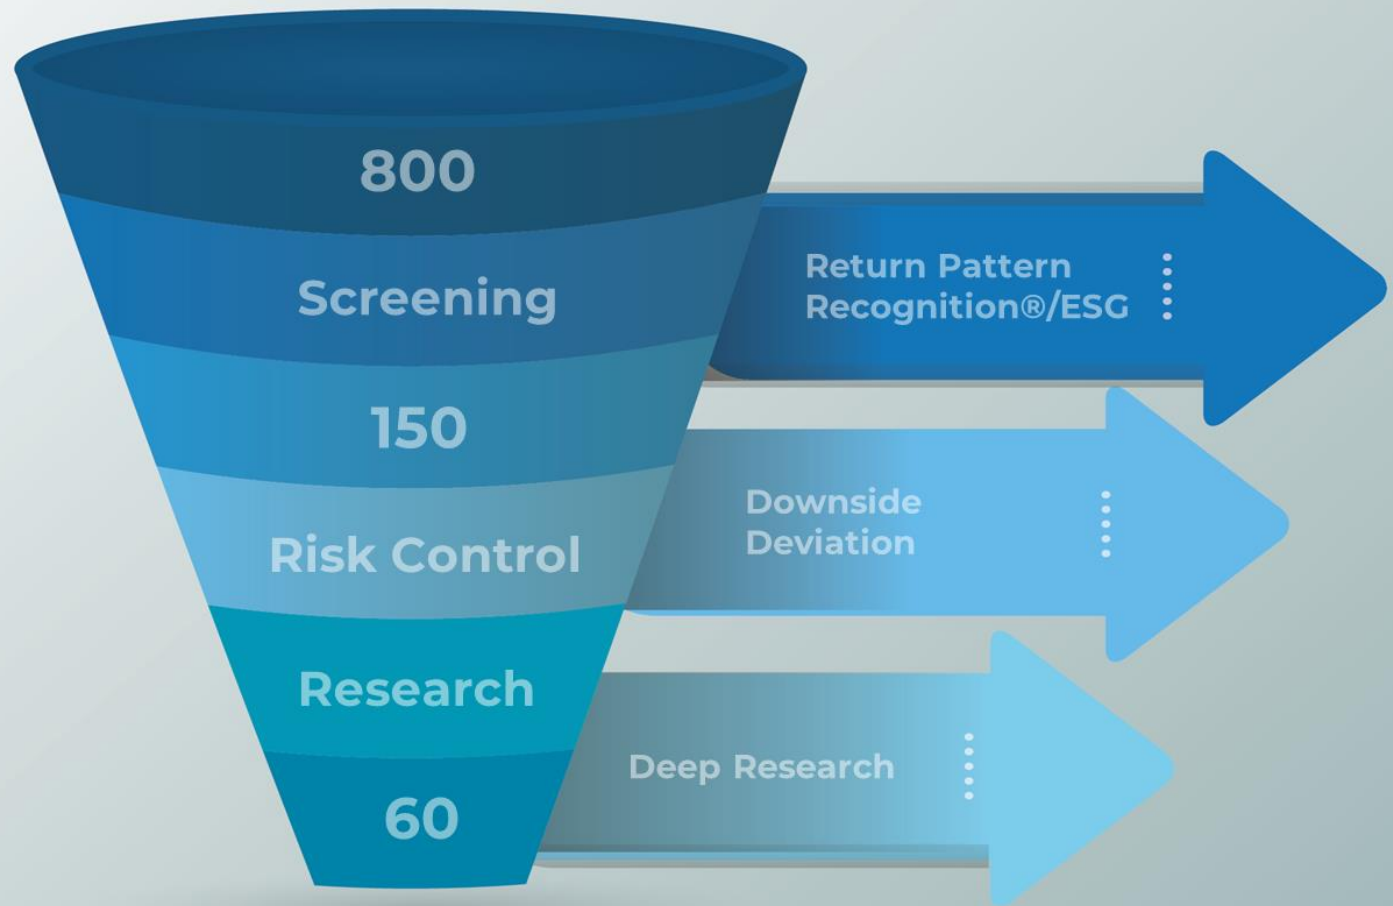 800
Screening
Return Pattern
Recognition®/ESG
150
Risk Control
Downside
Deviation
Research
Deep Research
60